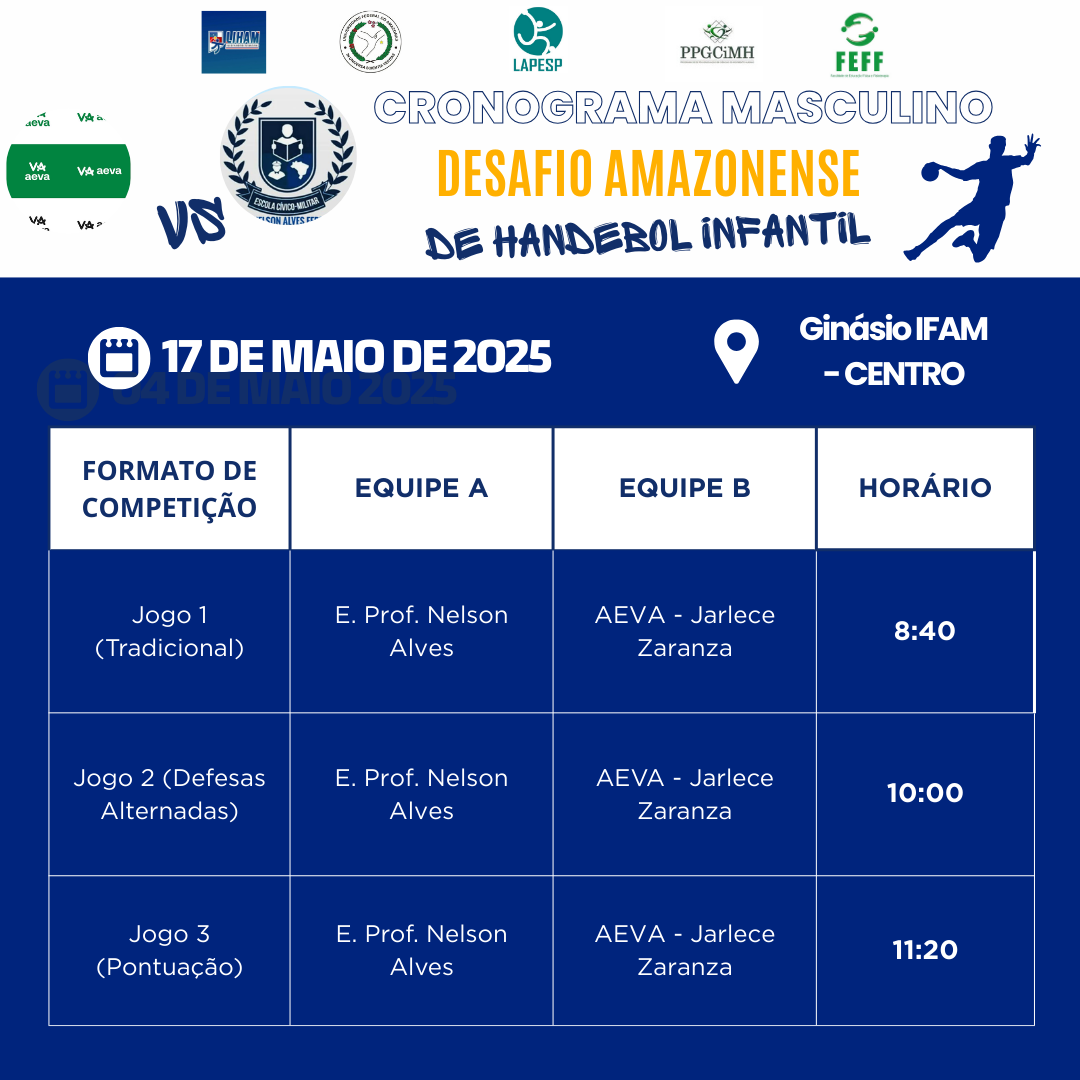 LIHAM
LAPESP
PPGCiMH
FEFF
CRONOGRAMA MASCULINO
DESAFIO AMAZONENSE
DE HANDEBOL INFANTIL
aeva
aeva
aeva
VS
ESCOLA CÍVICO-MILITAR
NELSON ALVES
17 DE MAIO DE 2025
04 DE MAIO 2025
Ginásio IFAM
- CENTRO
FORMATO DE
COMPETIÇÃO
EQUIPE A
EQUIPE B
HORÁRIO
Jogo 1
(Tradicional)
E. Prof. Nelson
Alves
AEVA - Jarlece
Zaranza
8:40
Jogo 2 (Defesas
Alternadas)
E. Prof. Nelson
Alves
AEVA - Jarlece
Zaranza
10:00
Jogo 3
(Pontuação)
E. Prof. Nelson
Alves
AEVA - Jarlece
Zaranza
11:20